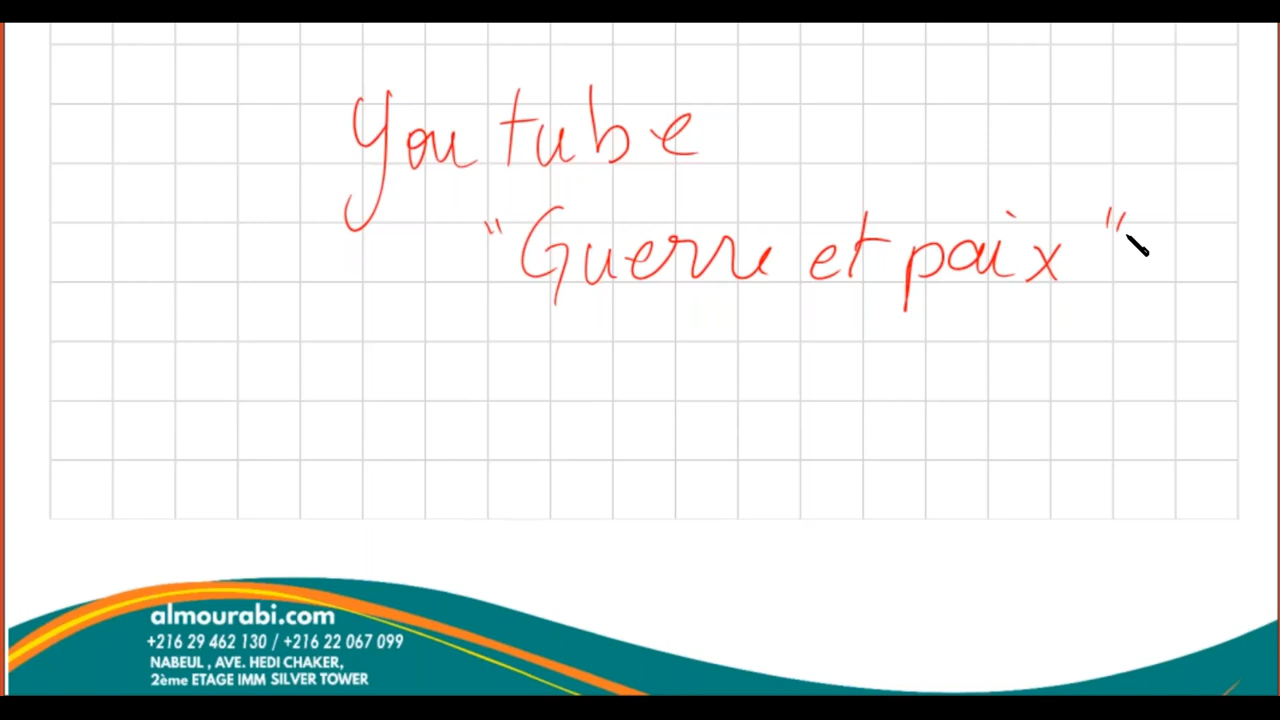 Youtube
"Guerre et paix"
almourabi.com
+216 29 462 130 / +216 22 067 099
NABEUL , AVE. HEDI CHAKER,
2ème ETAGE IMM SILVER TOWER